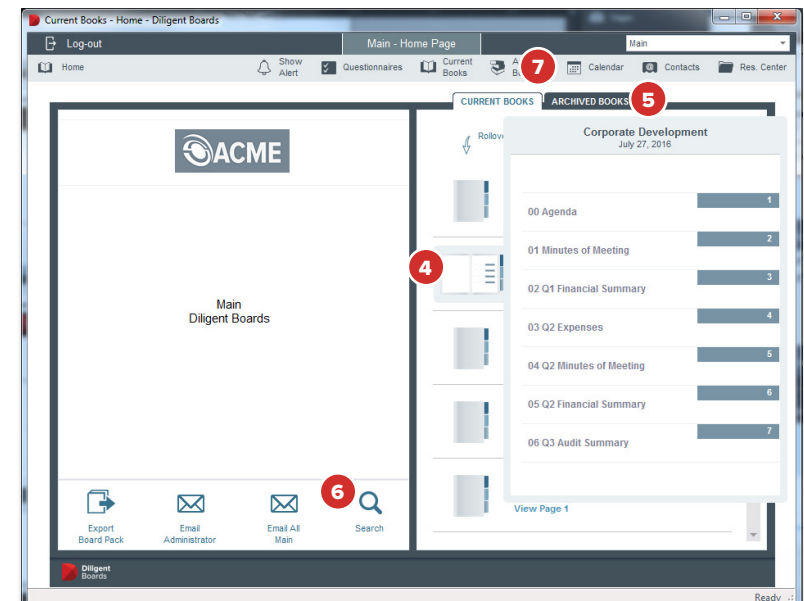 Current Books - Home - Diligent Boards
Log-out
Main - Home Page
Main
Home
Show
Alert
Questionnaires
Current
Books
7
Calendar
Contacts
Res. Center
CURRENT BOOKS
ARCHIVED BOOKS
5
Corporate Development
July 27, 2016
ACME
00 Agenda
1
01 Minutes of Meeting
2
4
02 Q1 Financial Summary
3
Main
Diligent Boards
03 Q2 Expenses
4
04 Q2 Minutes of Meeting
5
05 Q2 Financial Summary
6
06 Q3 Audit Summary
7
6
View Page 1
Export
Board Pack
Email
Administrator
Email All
Main
Search
Diligent
Boards
Ready